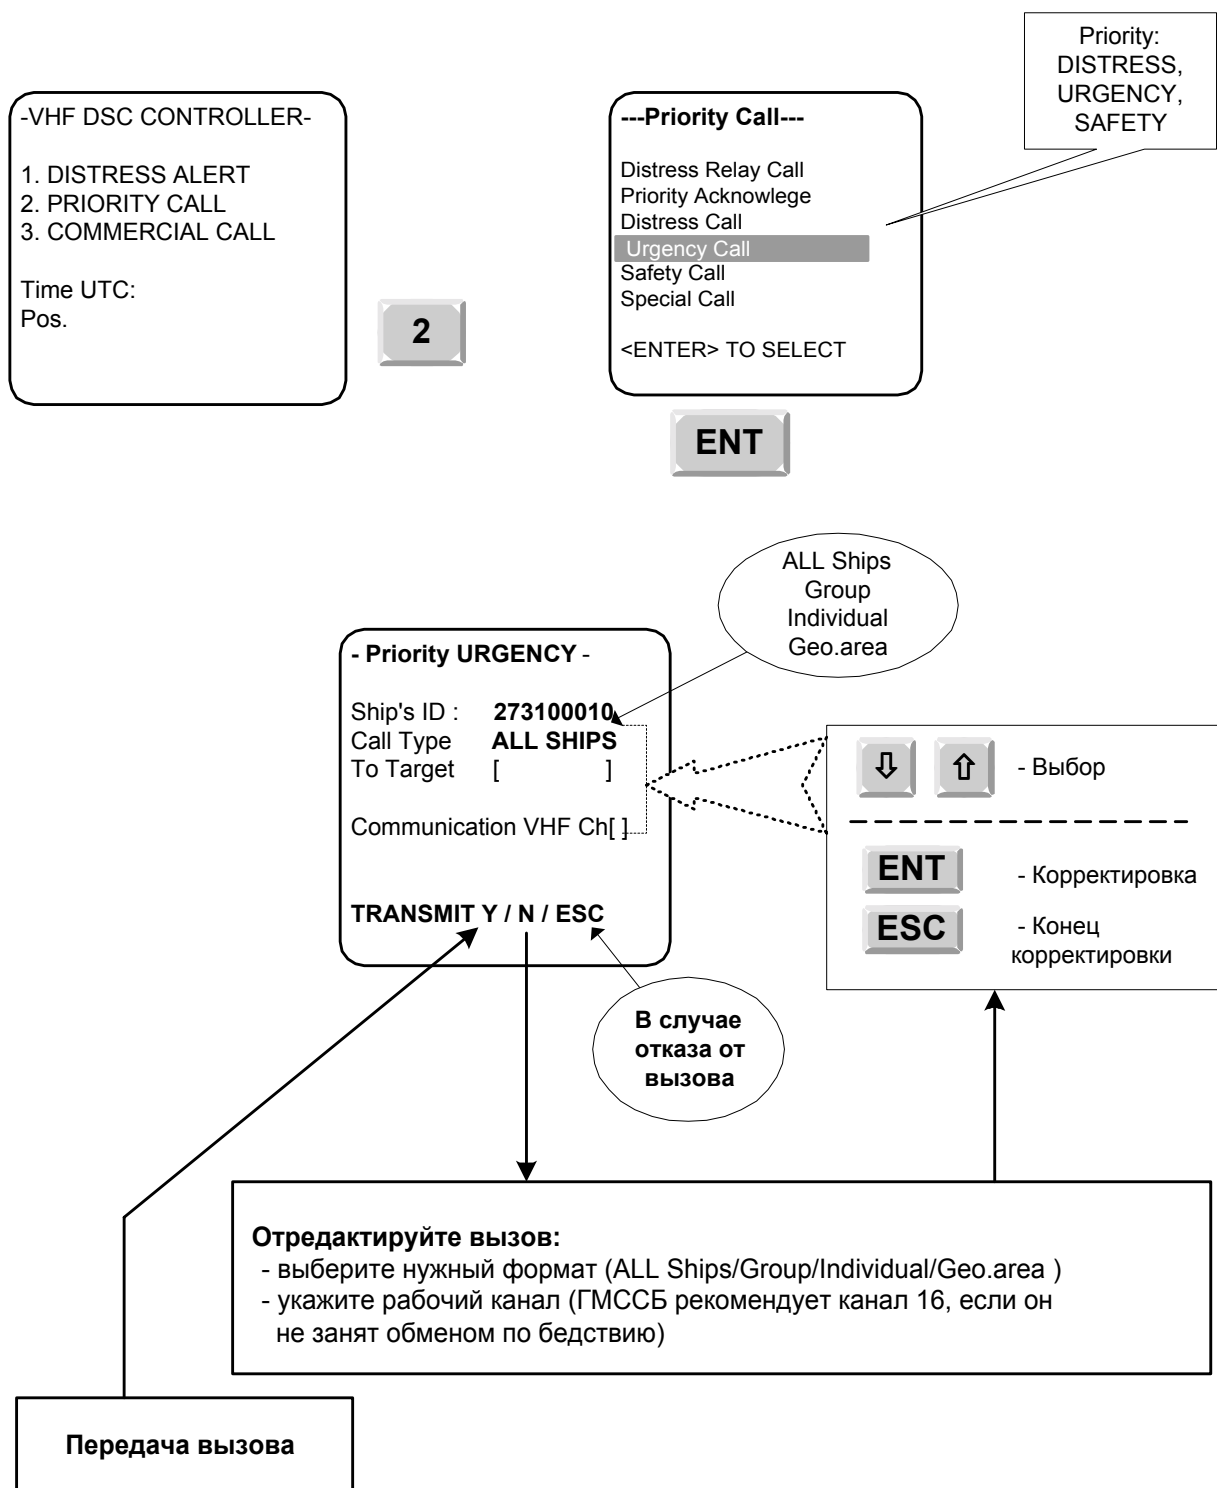 Priority:
DISTRESS,
URGENCY,
SAFETY
-VHF DSC CONTROLLER-
1. DISTRESS ALERT
2. PRIORITY CALL
3. COMMERCIAL CALL
Time UTC:
Pos.
2
---Priority Call---
Distress Relay Call
Priority Acknowlege
Distress Call
Urgency Call
Safety Call
Special Call
<ENTER> TO SELECT
ENT
ALL Ships
Group
Individual
Geo.area
- Priority URGENCY -
Ship's ID : 273100010
Call Type ALL SHIPS
To Target [ ]
Communication VHF Ch[ ]
TRANSMIT Y / N / ESC
- Выбор
ENT - Корректировка
ESC - Конец
корректировки
В случае
отказа от
вызова
Отредактируйте вызов:
- выберите нужный формат (ALL Ships/Group/Individual/Geo.area )
- укажите рабочий канал (ГМССБ рекомендует канал 16, если он
не занят обменом по бедствию)
Передача вызова